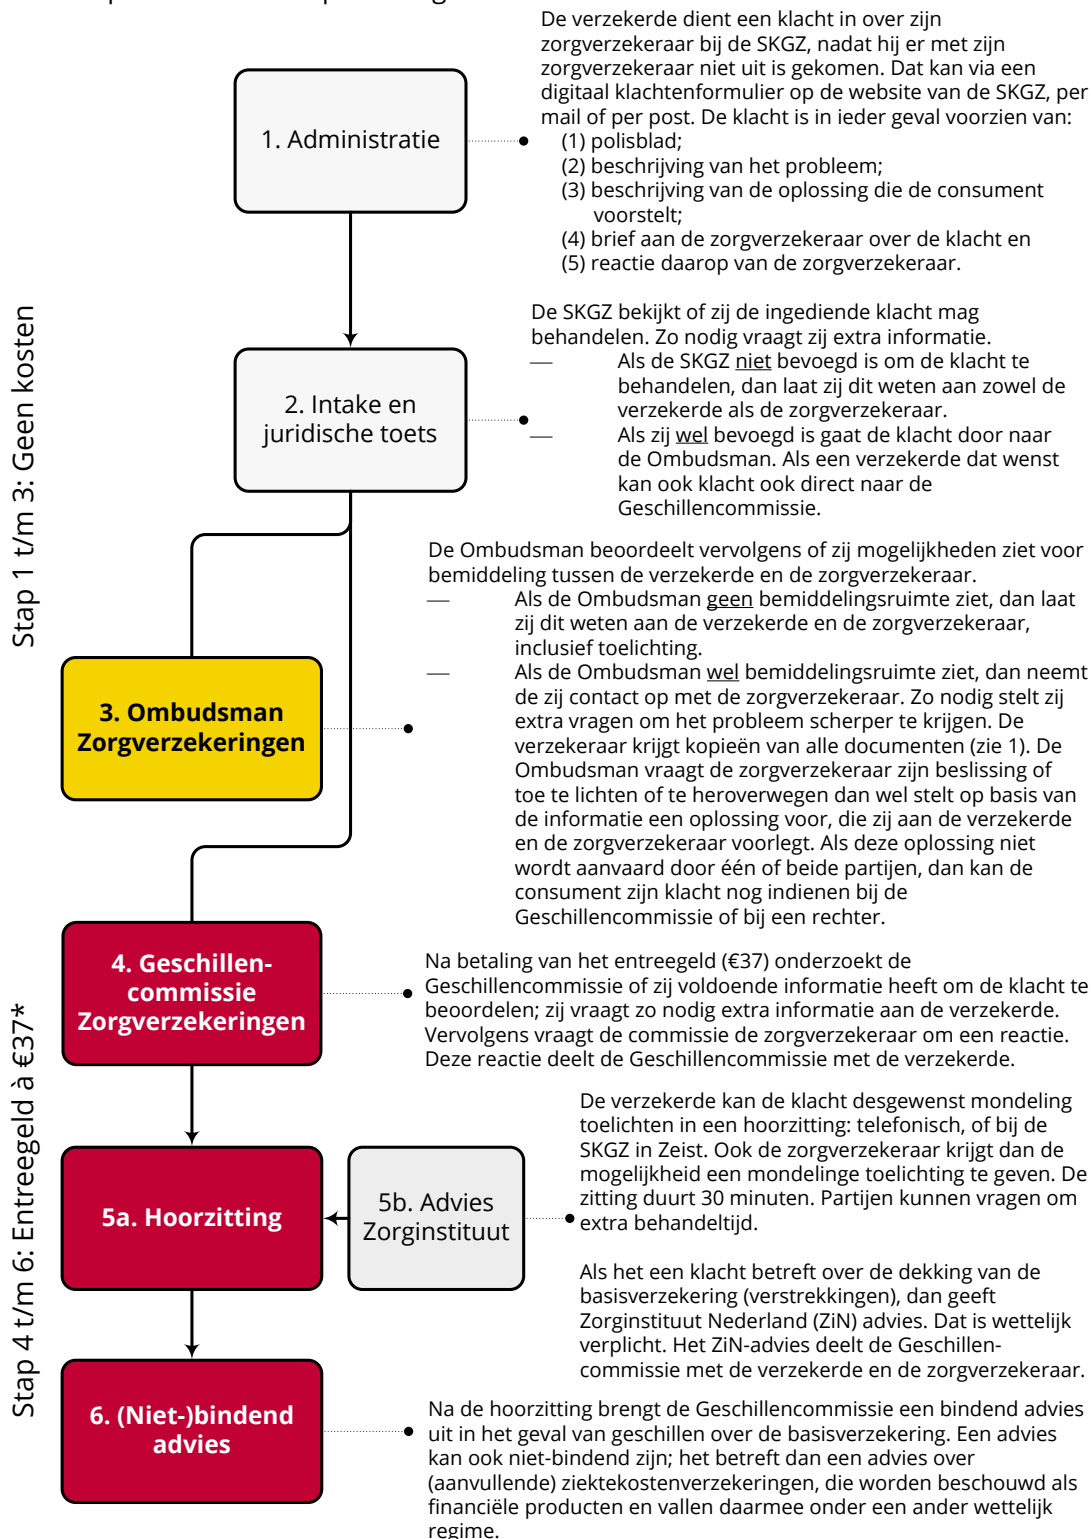 De verzekerde dient een klacht in over zijn
zorgverzekeraar bij de SKGZ, nadat hij er met zijn
zorgverzekeraar niet uit is gekomen. Dat kan via een
digitaal klachtenformulier op de website van de SKGZ, per
mail of per post. De klacht is in ieder geval voorzien van:
(1) polisblad;
(2) beschrijving van het probleem;
(3) beschrijving van de oplossing die de consument
voorstelt;
(4) brief aan de zorgverzekeraar over de klacht en
(5) reactie daarop van de zorgverzekeraar.
1. Administratie
Stap 1 t/m 3: Geen kosten
De SKGZ bekijkt of zij de ingediende klacht mag
behandelen. Zo nodig vraagt zij extra informatie.
— Als de SKGZ niet bevoegd is om de klacht te
behandelen, dan laat zij dit weten aan zowel de
verzekerde als de zorgverzekeraar.
— Als zij wel bevoegd is gaat de klacht door naar
de Ombudsman. Als een verzekerde dat wenst
kan ook klacht ook direct naar de
Geschillencommissie.
2. Intake en
juridische toets
De Ombudsman beoordeelt vervolgens of zij mogelijkheden ziet voor
bemiddeling tussen de verzekerde en de zorgverzekeraar.
— Als de Ombudsman geen bemiddelingsruimte ziet, dan laat
zij dit weten aan de verzekerde en de zorgverzekeraar,
inclusief toelichting.
— Als de Ombudsman wel bemiddelingsruimte ziet, dan neemt
de zij contact op met de zorgverzekeraar. Zo nodig stelt zij
extra vragen om het probleem scherper te krijgen. De
verzekeraar krijgt kopieën van alle documenten (zie 1). De
Ombudsman vraagt de zorgverzekeraar zijn beslissing of
toe te lichten of te heroverwegen dan wel stelt op basis van
de informatie een oplossing voor, die zij aan de verzekerde
en de zorgverzekeraar voorlegt. Als deze oplossing niet
wordt aanvaard door één of beide partijen, dan kan de
consument zijn klacht nog indienen bij de
Geschillencommissie of bij een rechter.
3. Ombudsman
Zorgverzekeringen
Stap 4 t/m 6: Entreegeld à €37*
4. Geschillen-
commissie
Zorgverzekeringen
Na betaling van het entreegeld (€37) onderzoekt de
Geschillencommissie of zij voldoende informatie heeft om de klacht te
beoordelen; zij vraagt zo nodig extra informatie aan de verzekerde.
Vervolgens vraagt de commissie de zorgverzekeraar om een reactie.
Deze reactie deelt de Geschillencommissie met de verzekerde.
5a. Hoorzitting
5b. Advies
Zorginstituut
De verzekerde kan de klacht desgewenst mondeling
toelichten in een hoorzitting: telefonisch, of bij de
SKGZ in Zeist. Ook de zorgverzekeraar krijgt dan de
mogelijkheid een mondelinge toelichting te geven. De
zitting duurt 30 minuten. Partijen kunnen vragen om
extra behandeltijd.
Als het een klacht betreft over de dekking van de
basisverzekering (verstrekkingen), dan geeft
Zorginstituut Nederland (ZiN) advies. Dat is wettelijk
verplicht. Het ZiN-advies deelt de Geschillen-
commissie met de verzekerde en de zorgverzekeraar.
6. (Niet-)bindend
advies
Na de hoorzitting brengt de Geschillencommissie een bindend advies
uit in het geval van geschillen over de basisverzekering. Een advies
kan ook niet-bindend zijn; het betreft dan een advies over
(aanvullende) ziektekostenverzekeringen, die worden beschouwd als
financiële producten en vallen daarmee onder een ander wettelijk
regime.